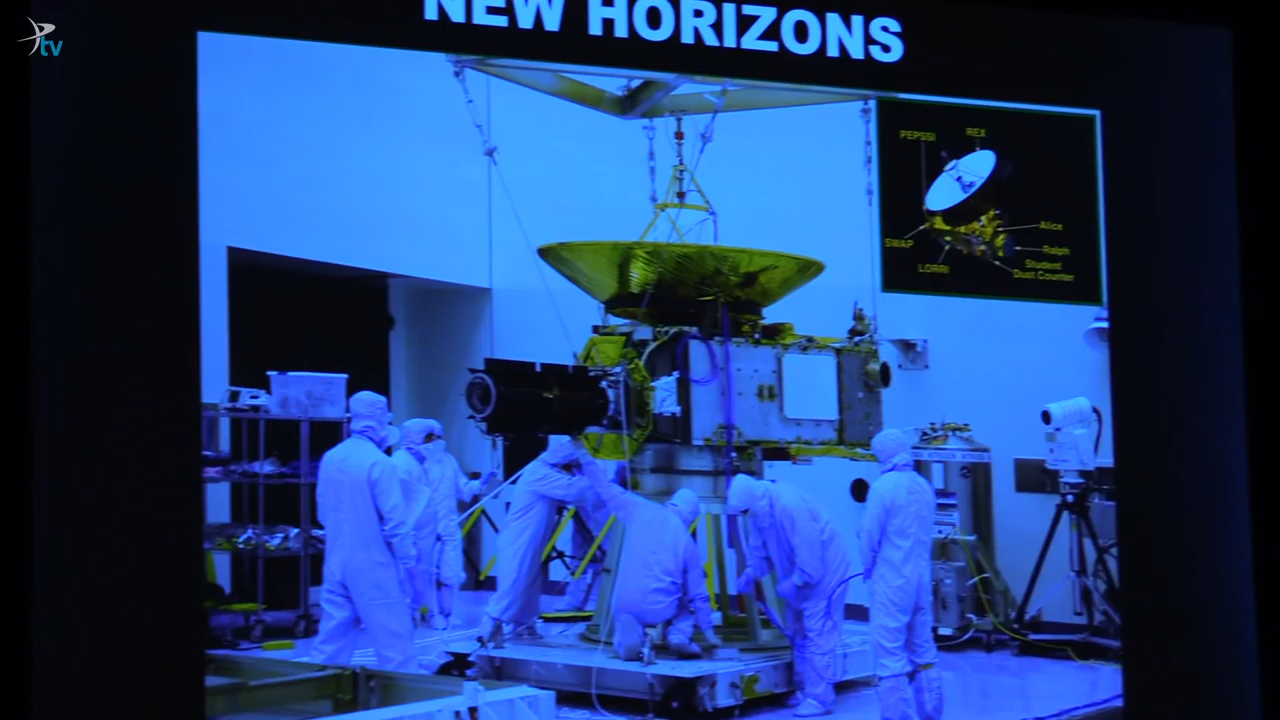 tv
NEW HORIZONS
PEPSSI
REX
Alice
SWAP
Ralph
LORRI
Student
Dust Counter